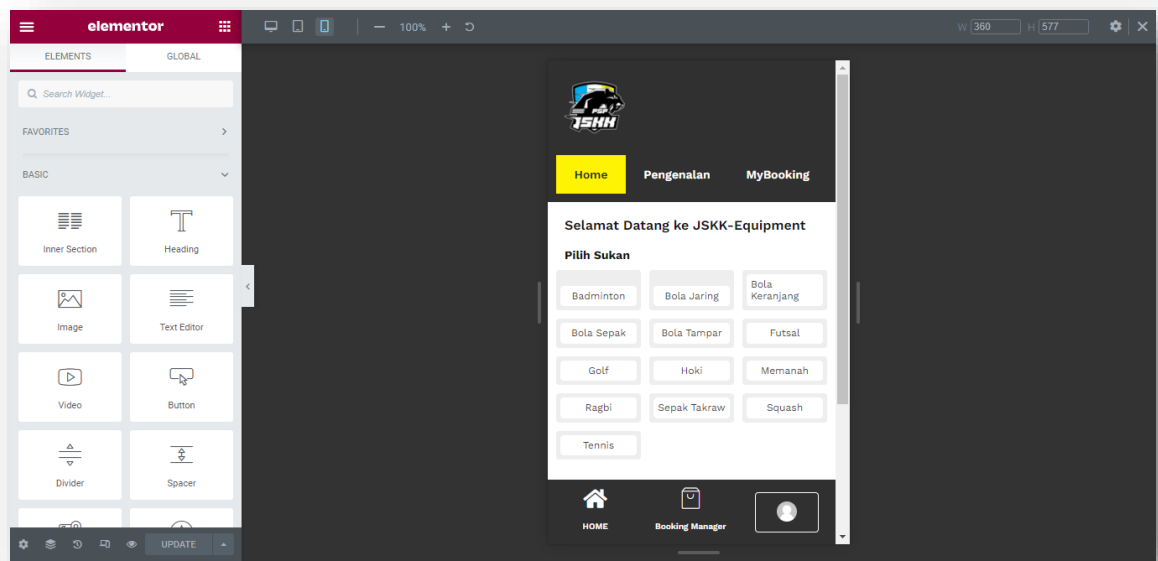 elementor
100%
W 360 H 577
ELEMENTS GLOBAL
Search Widget...
FAVORITES
BASIC
Inner Section Heading
Image Text Editor
Video Button
Divider Spacer
UPDATE
PSP
JSKK
Home Pengenalan MyBooking
Selamat Datang ke JSKK-Equipment
Pilih Sukan
Badminton Bola Jaring Bola Keranjang
Bola Sepak Bola Tampar Futsal
Golf Hoki Memanah
Ragbi Sepak Takraw Squash
Tennis
HOME Booking Manager